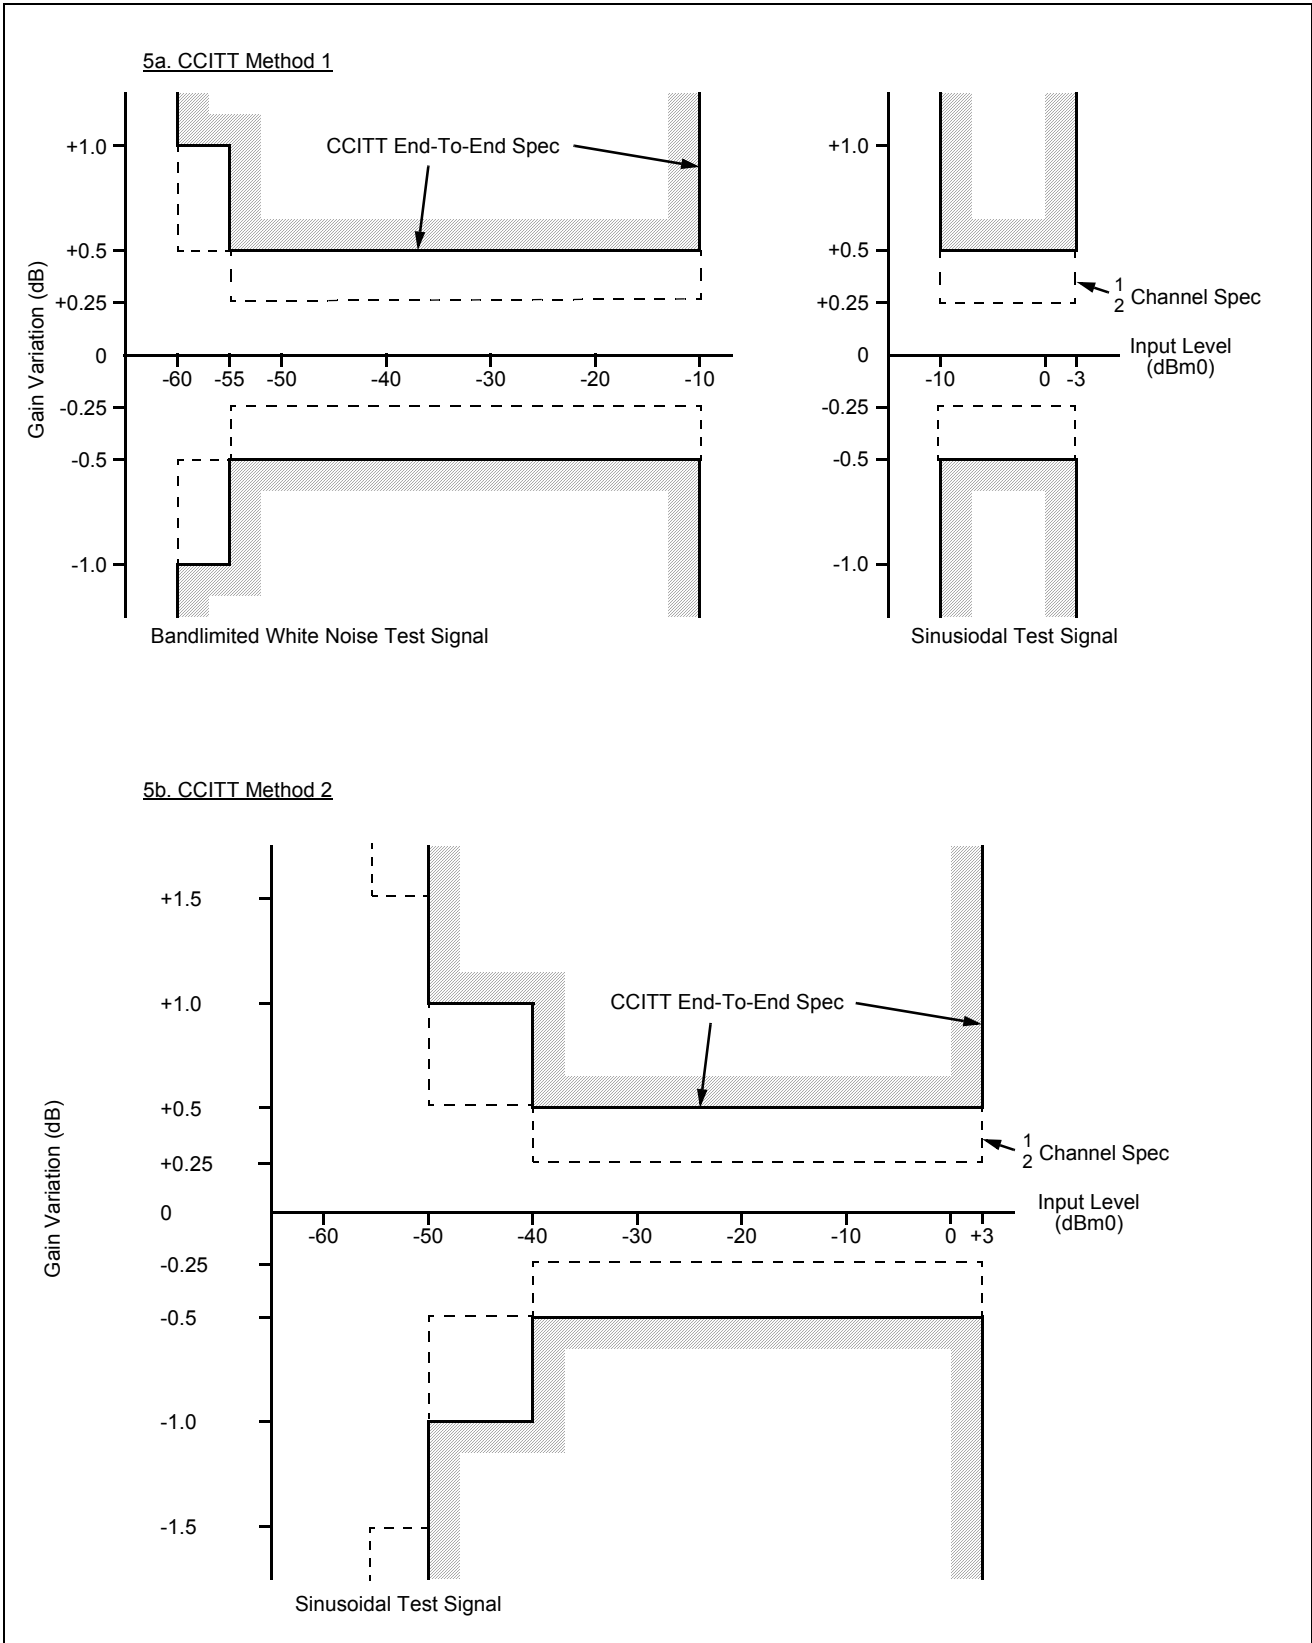 5a. CCITT Method 1
CCITT End-To-End Spec
+1.0
+0.5
+0.25
0
-0.25
-0.5
-1.0
Gain Variation (dB)
-60 -55 -50 -40 -30 -20 -10
Bandlimited White Noise Test Signal
+1.0
+0.5
+0.25
0
-0.25
-0.5
-1.0
1/2 Channel Spec
Input Level
(dBm0)
-10 0 -3
Sinusiodal Test Signal
5b. CCITT Method 2
+1.5
+1.0
+0.5
+0.25
0
-0.25
-0.5
-1.0
-1.5
Gain Variation (dB)
CCITT End-To-End Spec
1/2 Channel Spec
Input Level
(dBm0)
-60 -50 -40 -30 -20 -10 0 +3
Sinusoidal Test Signal